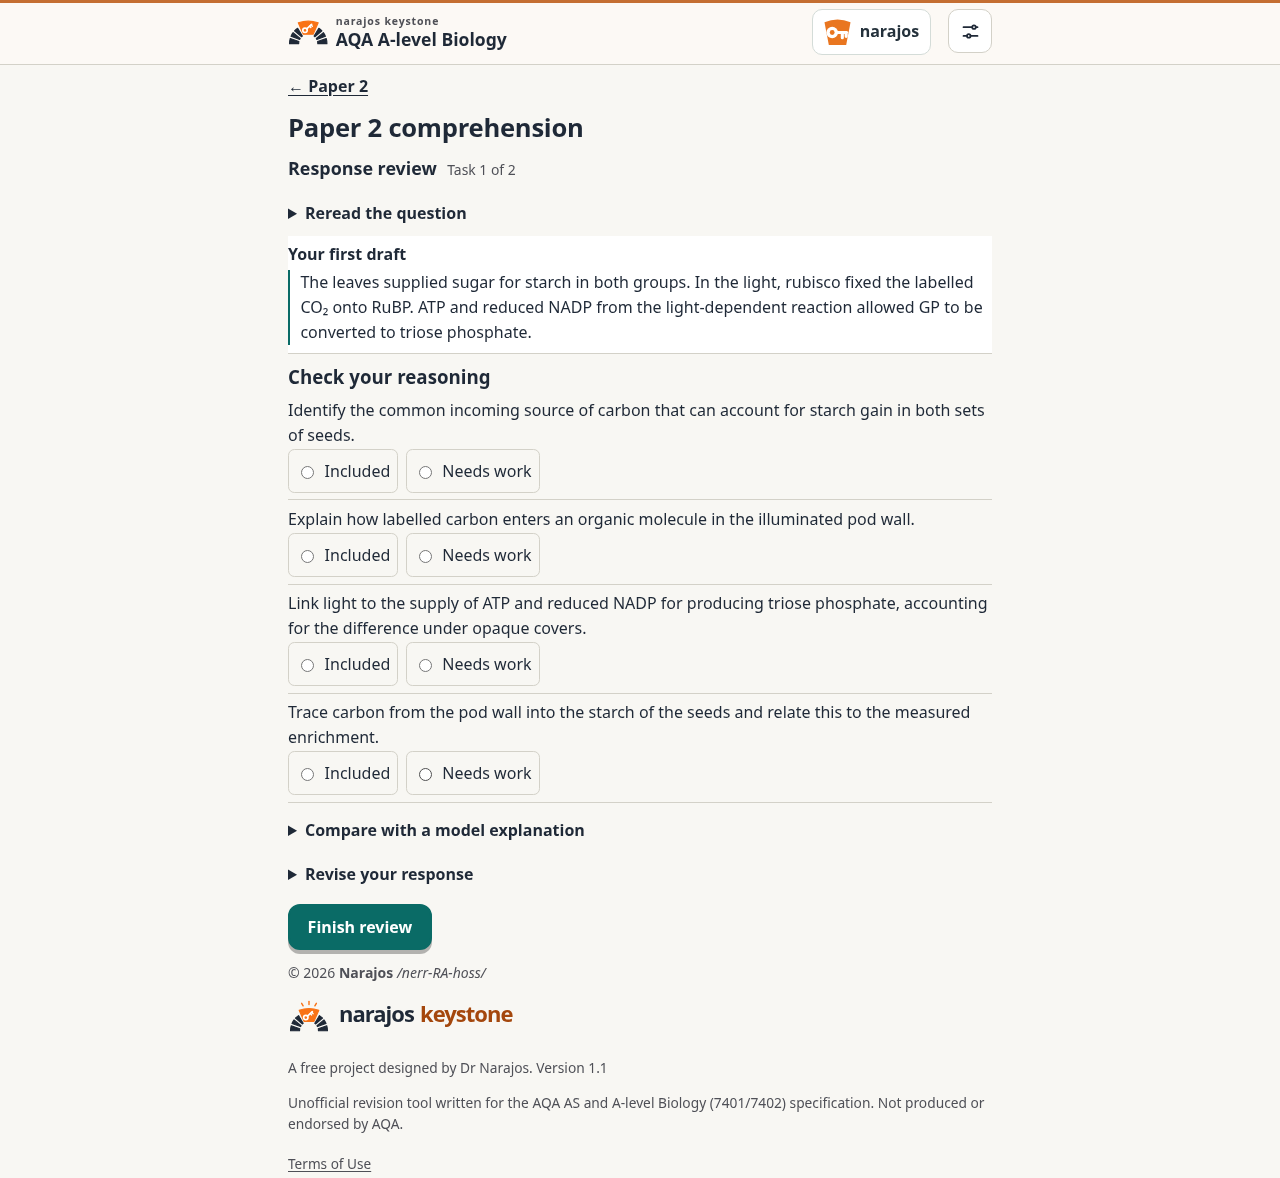 narajos keystone
AQA A-level Biology
narajos
← Paper 2
Paper 2 comprehension
Response review Task 1 of 2
▶ Reread the question
Your first draft
The leaves supplied sugar for starch in both groups. In the light, rubisco fixed the labelled
CO₂ onto RuBP. ATP and reduced NADP from the light-dependent reaction allowed GP to be
converted to triose phosphate.
Check your reasoning
Identify the common incoming source of carbon that can account for starch gain in both sets
of seeds.
Included Needs work
Explain how labelled carbon enters an organic molecule in the illuminated pod wall.
Included Needs work
Link light to the supply of ATP and reduced NADP for producing triose phosphate, accounting
for the difference under opaque covers.
Included Needs work
Trace carbon from the pod wall into the starch of the seeds and relate this to the measured
enrichment.
Included Needs work
▶ Compare with a model explanation
▶ Revise your response
Finish review
© 2026 Narajos /nerr-RA-hoss/
narajos keystone
A free project designed by Dr Narajos. Version 1.1
Unofficial revision tool written for the AQA AS and A-level Biology (7401/7402) specification. Not produced or
endorsed by AQA.
Terms of Use